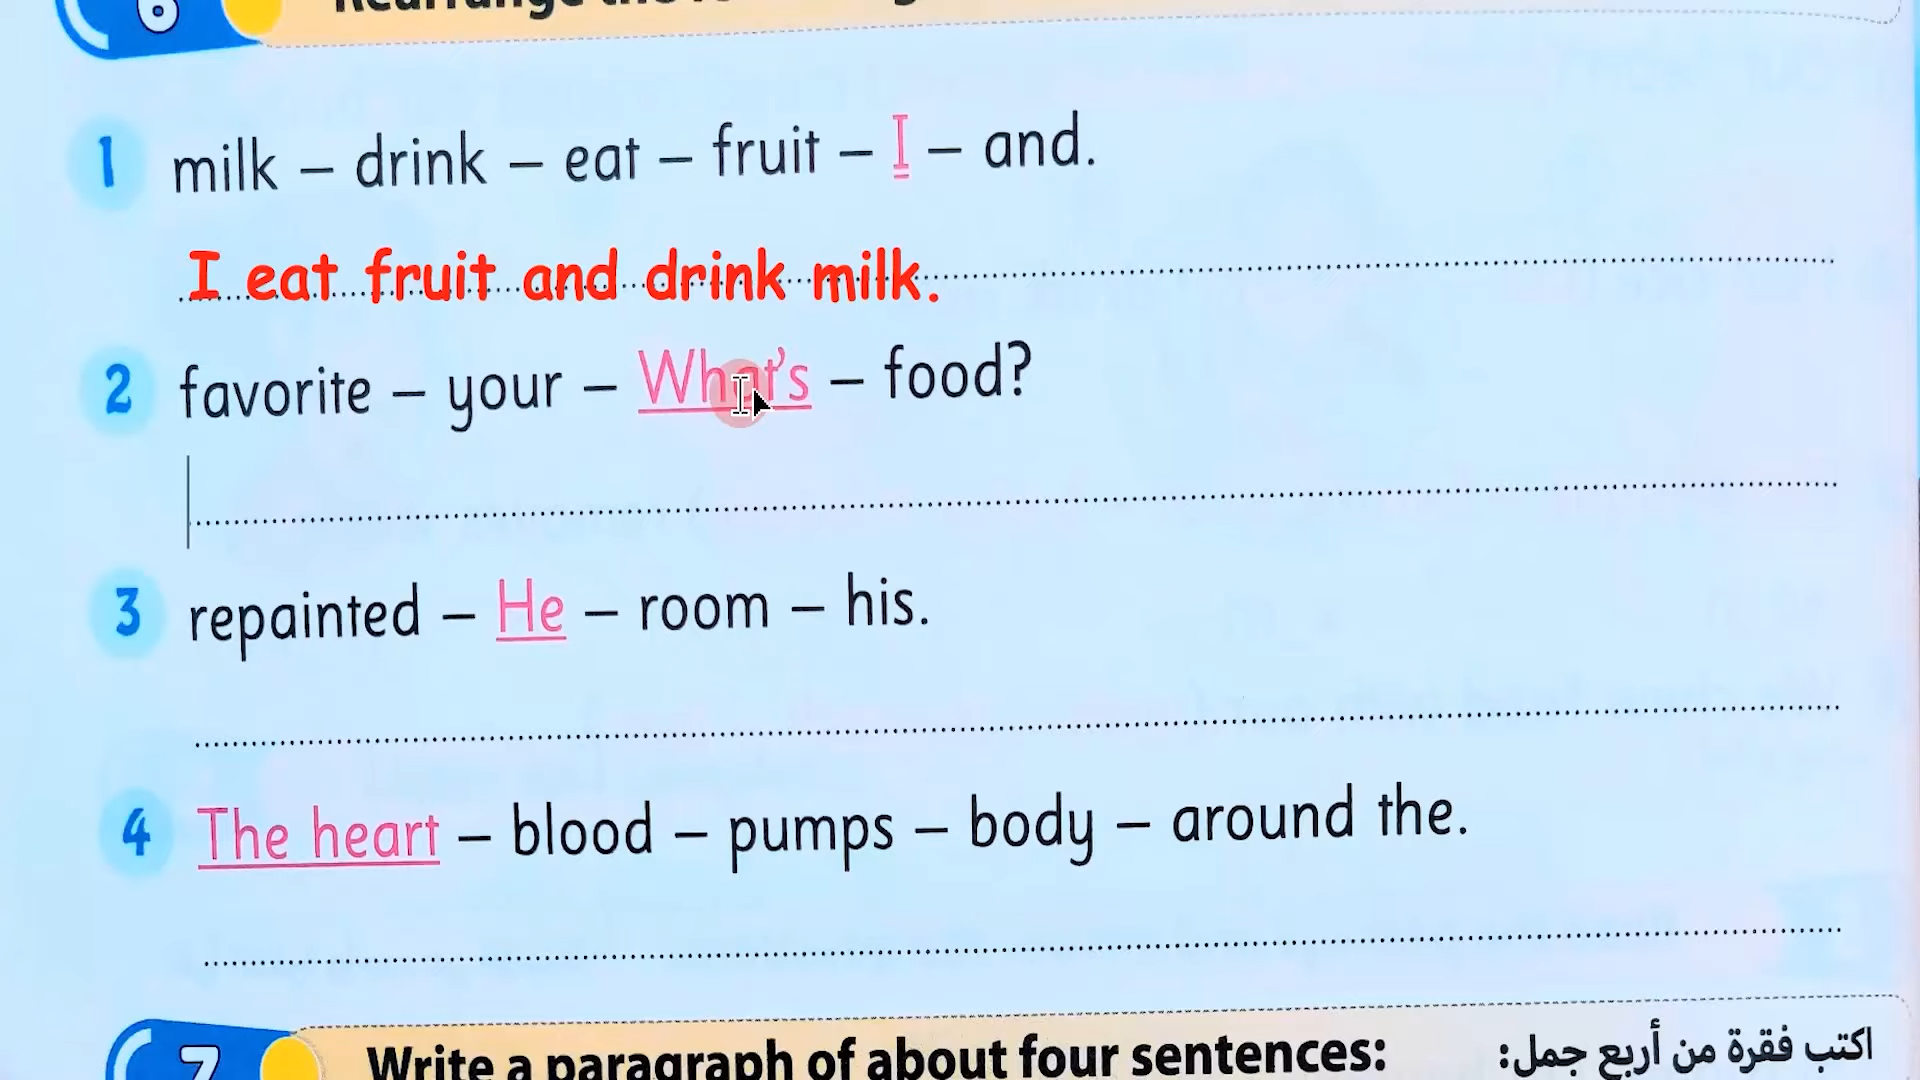 6
1 milk – drink – eat – fruit – I – and.
I eat fruit and drink milk.
2 favorite – your – What's – food?
3 repainted – He – room – his.
4 The heart – blood – pumps – body – around the.
7 Write a paragraph of about four sentences: اكتب فقرة من أربع جمل: